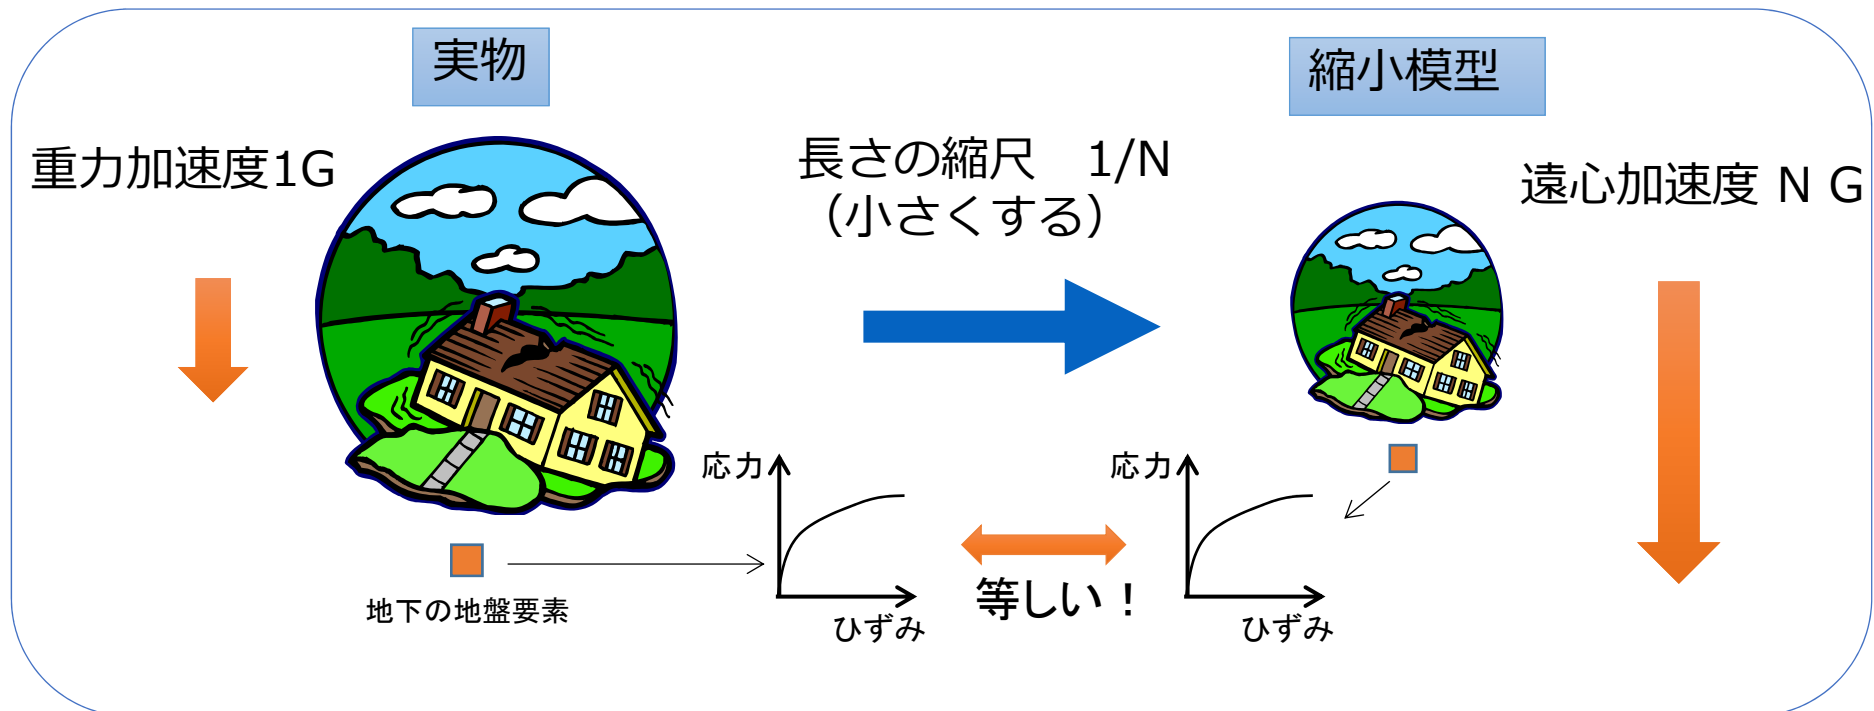 実物
縮小模型
重力加速度1G
長さの縮尺　1/N
（小さくする）
遠心加速度 N G
応力
応力
等しい！
地下の地盤要素
ひずみ
ひずみ